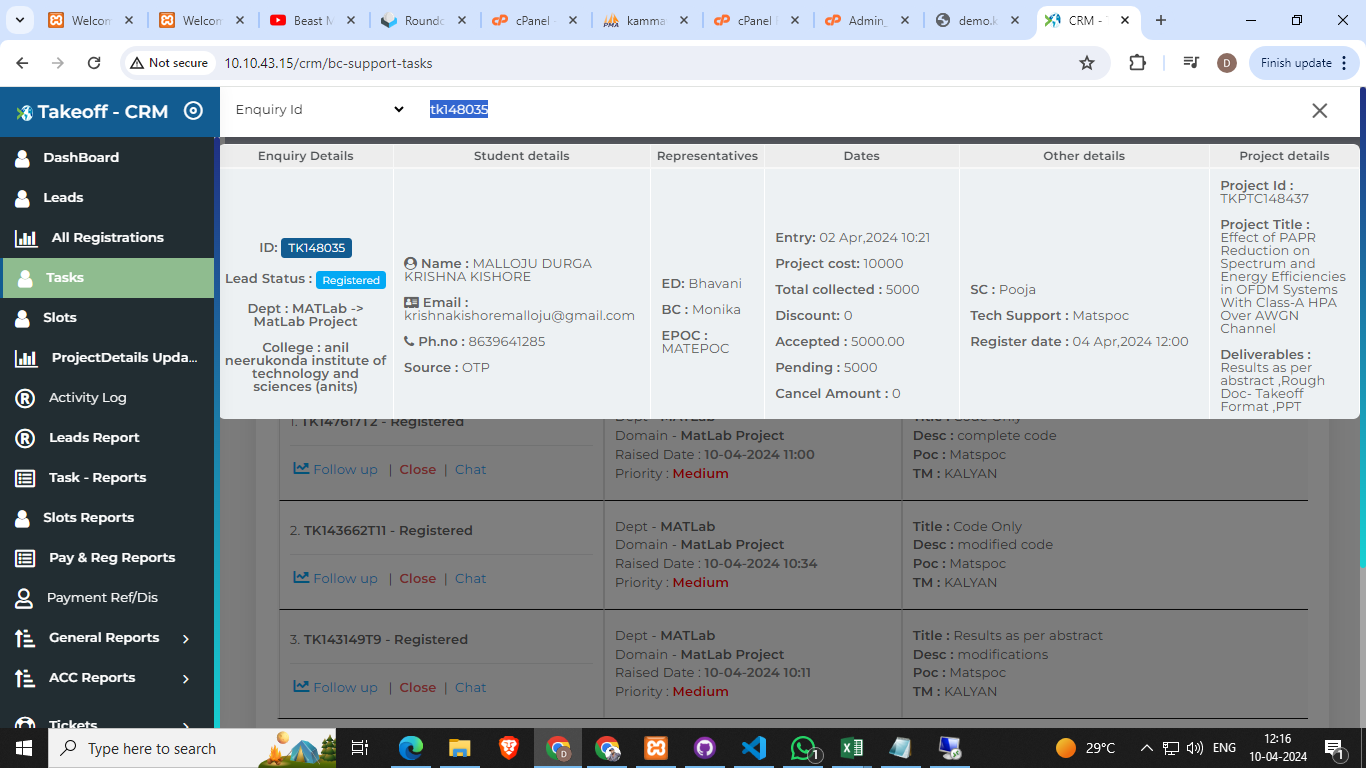 Welcom
Welcom
Beast M
Roundc
cPanel -
kamma
cPanel
Admin_
demo.k
CRM - T
Not secure
10.10.43.15/crm/bc-support-tasks
D
Finish update
Takeoff - CRM
Enquiry Id
tk148035
DashBoard
Leads
All Registrations
Tasks
Slots
ProjectDetails Upda...
Activity Log
Leads Report
Task - Reports
Slots Reports
Pay & Reg Reports
Payment Ref/Dis
General Reports
ACC Reports
Tickets
Enquiry Details
Student details
Representatives
Dates
Other details
Project details
ID: TK148035
Lead Status : Registered
Dept : MATLab ->
MatLab Project
College : anil
neerukonda institute of
technology and
sciences (anits)
Name : MALLOJU DURGA
KRISHNA KISHORE
Email :
krishnakishoremalloju@gmail.com
Ph.no : 8639641285
Source : OTP
ED: Bhavani
BC : Monika
EPOC :
MATEPOC
Entry: 02 Apr,2024 10:21
Project cost: 10000
Total collected : 5000
Discount: 0
Accepted : 5000.00
Pending : 5000
Cancel Amount : 0
SC : Pooja
Tech Support : Matspoc
Register date : 04 Apr,2024 12:00
Project Id :
TKPTC148437
Project Title :
Effect of PAPR
Reduction on
Spectrum and
Energy Efficiencies
in OFDM Systems
With Class-A HPA
Over AWGN
Channel
Deliverables :
Results as per
abstract ,Rough
Doc- Takeoff
Format ,PPT
1. TK147617T2 - Registered
Follow up | Close | Chat
Dept - MATLab
Domain - MatLab Project
Raised Date : 10-04-2024 11:00
Priority : Medium
Title : Code Only
Desc : complete code
Poc : Matspoc
TM : KALYAN
2. TK143662T11 - Registered
Follow up | Close | Chat
Dept - MATLab
Domain - MatLab Project
Raised Date : 10-04-2024 10:34
Priority : Medium
Title : Code Only
Desc : modified code
Poc : Matspoc
TM : KALYAN
3. TK143149T9 - Registered
Follow up | Close | Chat
Dept - MATLab
Domain - MatLab Project
Raised Date : 10-04-2024 10:11
Priority : Medium
Title : Results as per abstract
Desc : modifications
Poc : Matspoc
TM : KALYAN
Type here to search
29°C
ENG
12:16
10-04-2024